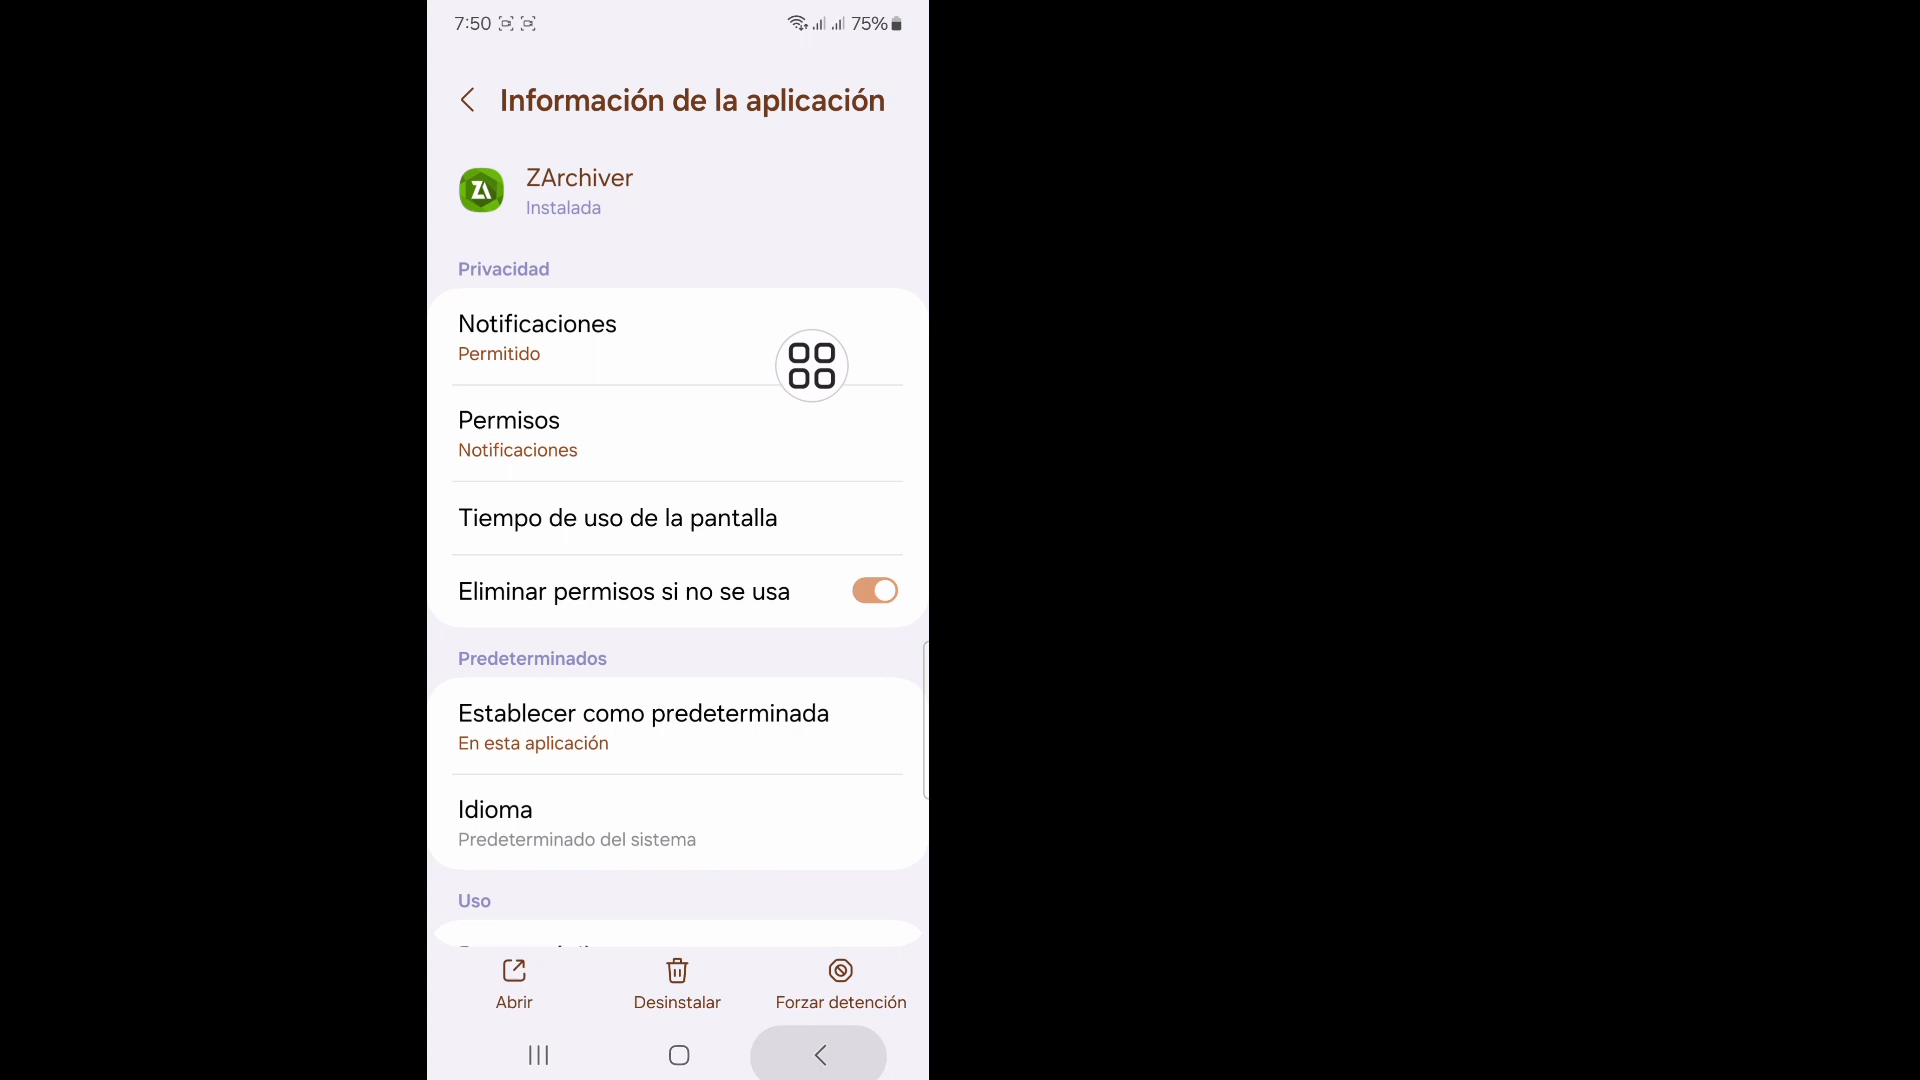 7:50
75%
Información de la aplicación
ZArchiver
Instalada
Privacidad
Notificaciones
Permitido
Permisos
Notificaciones
Tiempo de uso de la pantalla
Eliminar permisos si no se usa
Predeterminados
Establecer como predeterminada
En esta aplicación
Idioma
Predeterminado del sistema
Uso
Abrir
Desinstalar
Forzar detención